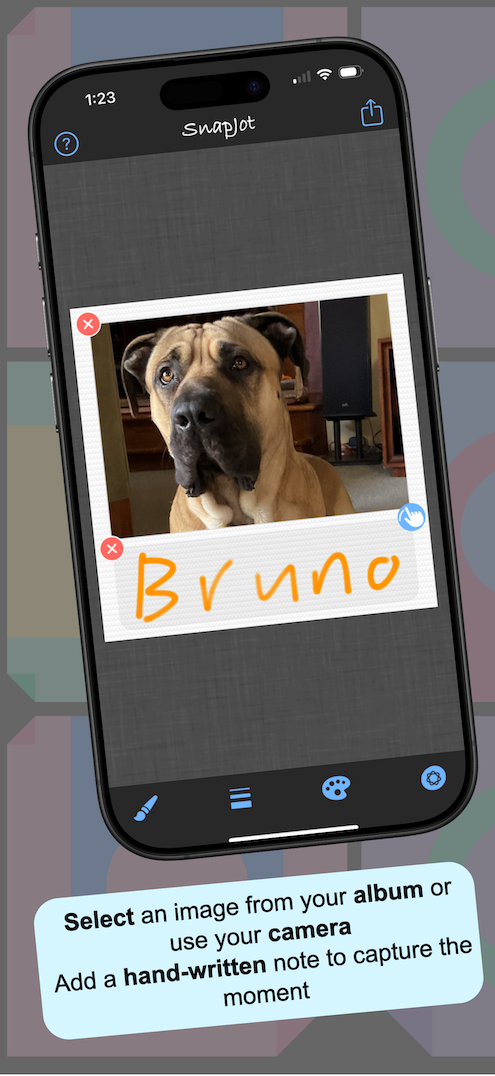 1:23
?
SnapJot
Bruno
Select an image from your album or
use your camera
Add a hand-written note to capture the
moment